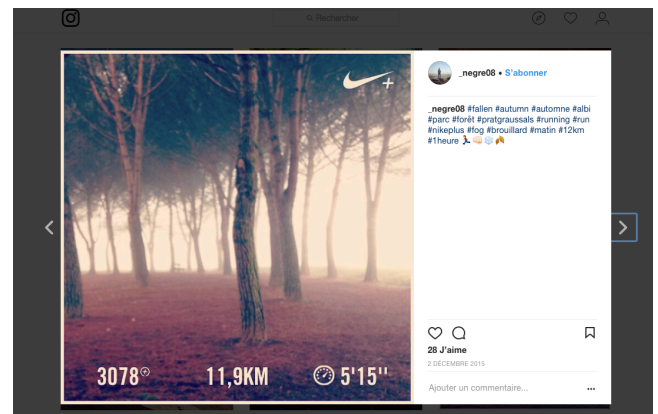 Rechercher
_negre08 • S'abonner
_negre08 #fallen #autumn #automne #albi
#parc #forêt #pratgraussals #running #run
#nikeplus #fog #brouillard #matin #12km
#1heure 🏃🏻‍♂️👊🏻❄️🍂
3078
11,9KM
5'15''
28 J'aime
2 DÉCEMBRE 2015
Ajouter un commentaire...